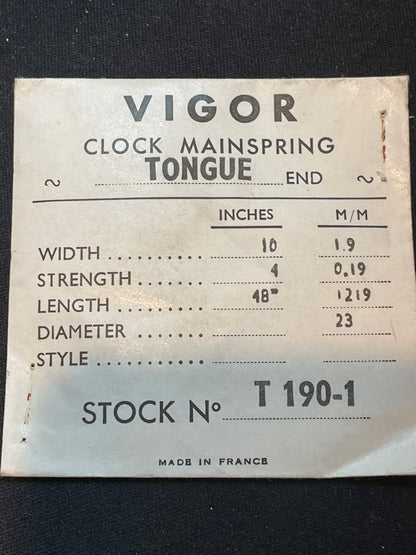 VIGOR
CLOCK MAINSPRING
~ TONGUE END ~
INCHES M/M
WIDTH .......... 10 1.9
STRENGTH ....... 4 0.19
LENGTH ......... 48" 1219
DIAMETER ....... 23
STYLE ...........
STOCK Nº T 190-1
MADE IN FRANCE